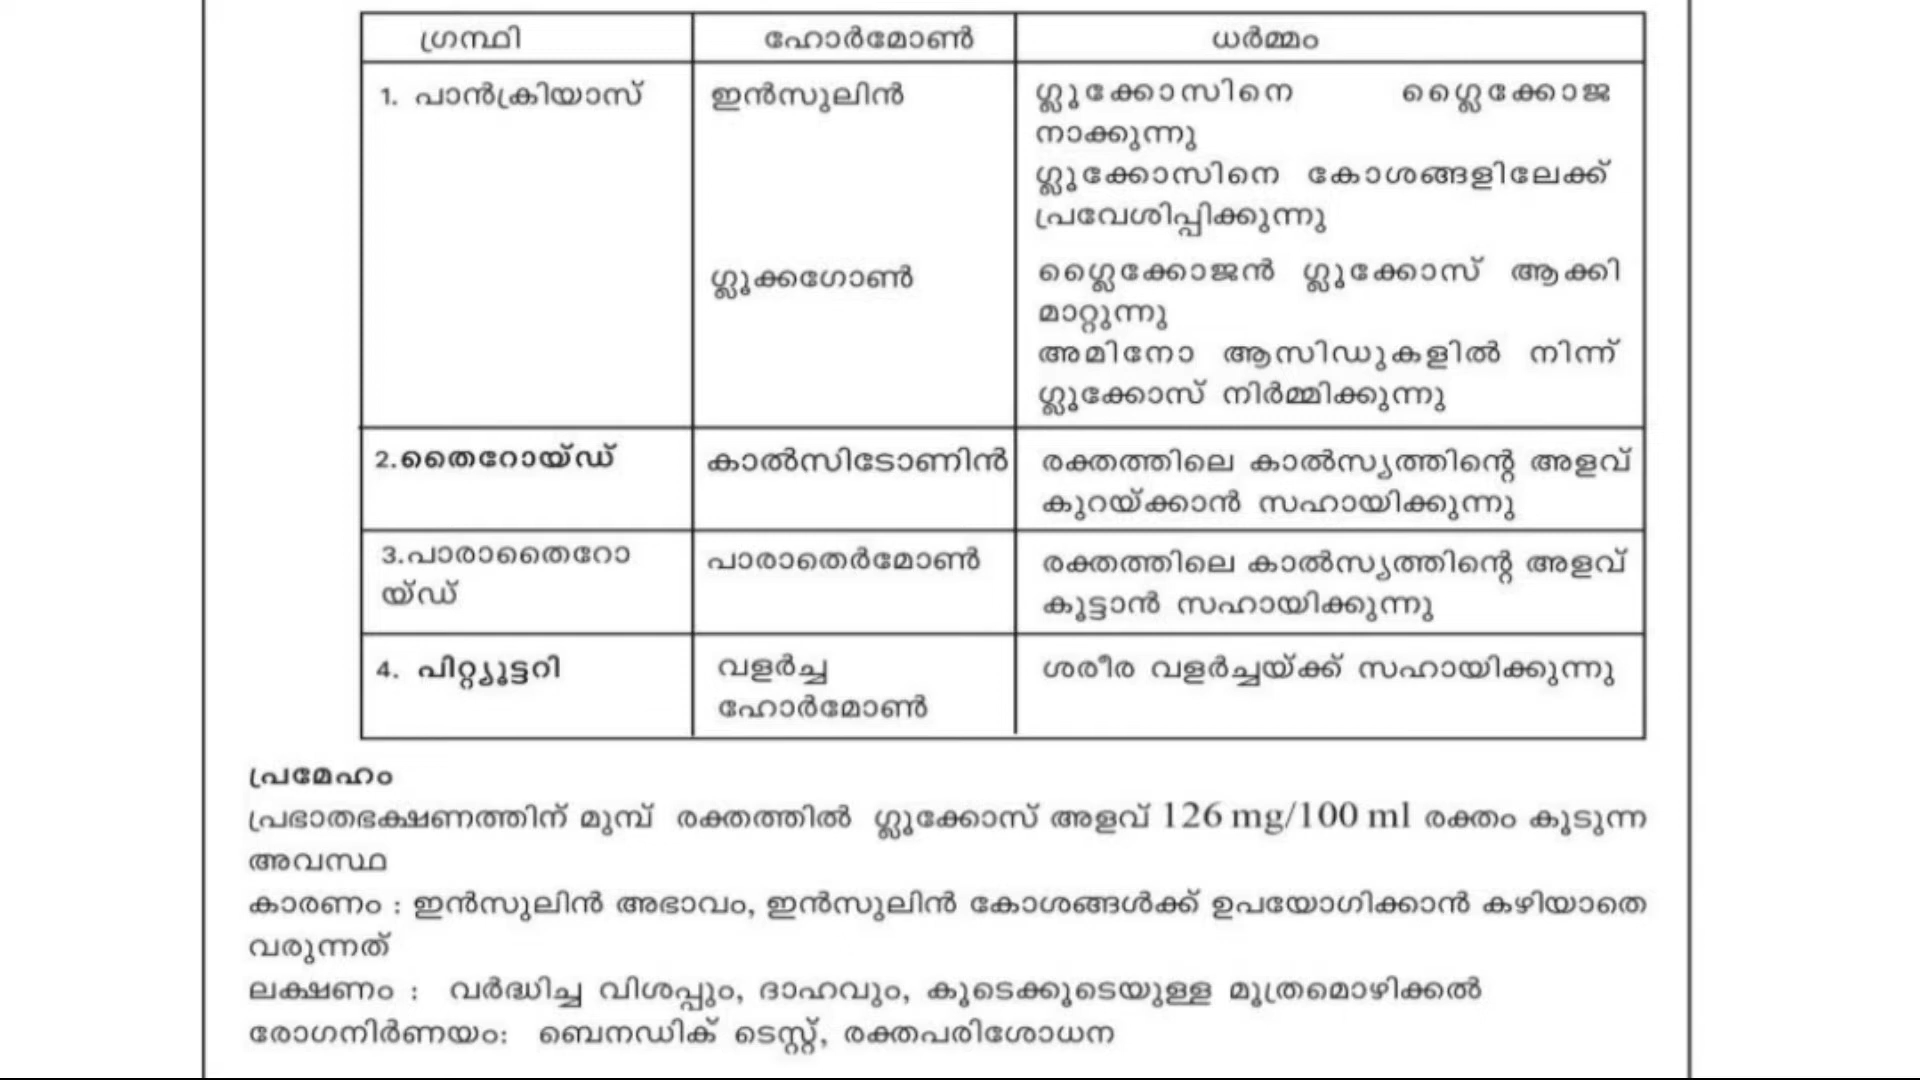 ഗ്രന്ഥി ഹോർമോൺ ധർമ്മം
1. പാൻക്രിയാസ് ഇൻസുലിൻ ഗ്ലൂക്കോസിനെ ഗ്ലൈക്കോജ
നാക്കുന്നു
ഗ്ലൂക്കോസിനെ കോശങ്ങളിലേക്ക്
പ്രവേശിപ്പിക്കുന്നു
ഗ്ലൂക്കഗോൺ ഗ്ലൈക്കോജൻ ഗ്ലൂക്കോസ് ആക്കി
മാറ്റുന്നു
അമിനോ ആസിഡുകളിൽ നിന്ന്
ഗ്ലൂക്കോസ് നിർമ്മിക്കുന്നു
2.തൈറോയ്ഡ് കാൽസിടോണിൻ രക്തത്തിലെ കാൽസ്യത്തിന്റെ അളവ്
കുറയ്ക്കാൻ സഹായിക്കുന്നു
3.പാരാതൈറോ പാരാതെർമോൺ രക്തത്തിലെ കാൽസ്യത്തിന്റെ അളവ്
യ്ഡ് കൂട്ടാൻ സഹായിക്കുന്നു
4. പിറ്റ്യൂട്ടറി വളർച്ച ശരീര വളർച്ചയ്ക്ക് സഹായിക്കുന്നു
ഹോർമോൺ
പ്രമേഹം
പ്രഭാതഭക്ഷണത്തിന് മുമ്പ് രക്തത്തിൽ ഗ്ലൂക്കോസ് അളവ് 126 mg/100 ml രക്തം കൂടുന്ന
അവസ്ഥ
കാരണം : ഇൻസുലിൻ അഭാവം, ഇൻസുലിൻ കോശങ്ങൾക്ക് ഉപയോഗിക്കാൻ കഴിയാതെ
വരുന്നത്
ലക്ഷണം : വർദ്ധിച്ച വിശപ്പും, ദാഹവും, കൂടെക്കൂടെയുള്ള മൂത്രമൊഴിക്കൽ
രോഗനിർണയം: ബെനഡിക് ടെസ്റ്റ്, രക്തപരിശോധന